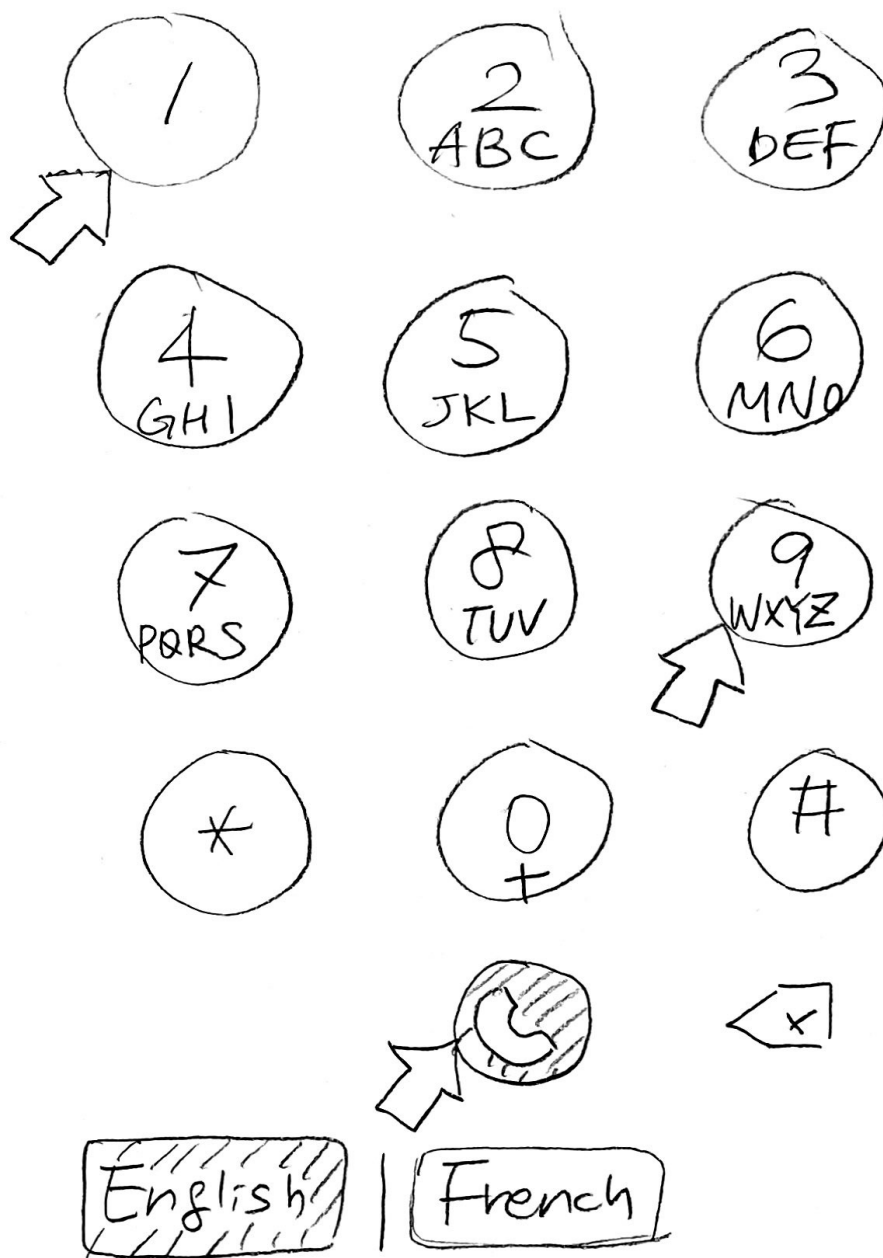 1 2 3
ABC DEF
4 5 6
GHI JKL MNO
7 8 9
PQRS TUV WXYZ
* 0 #
+
x
English | French